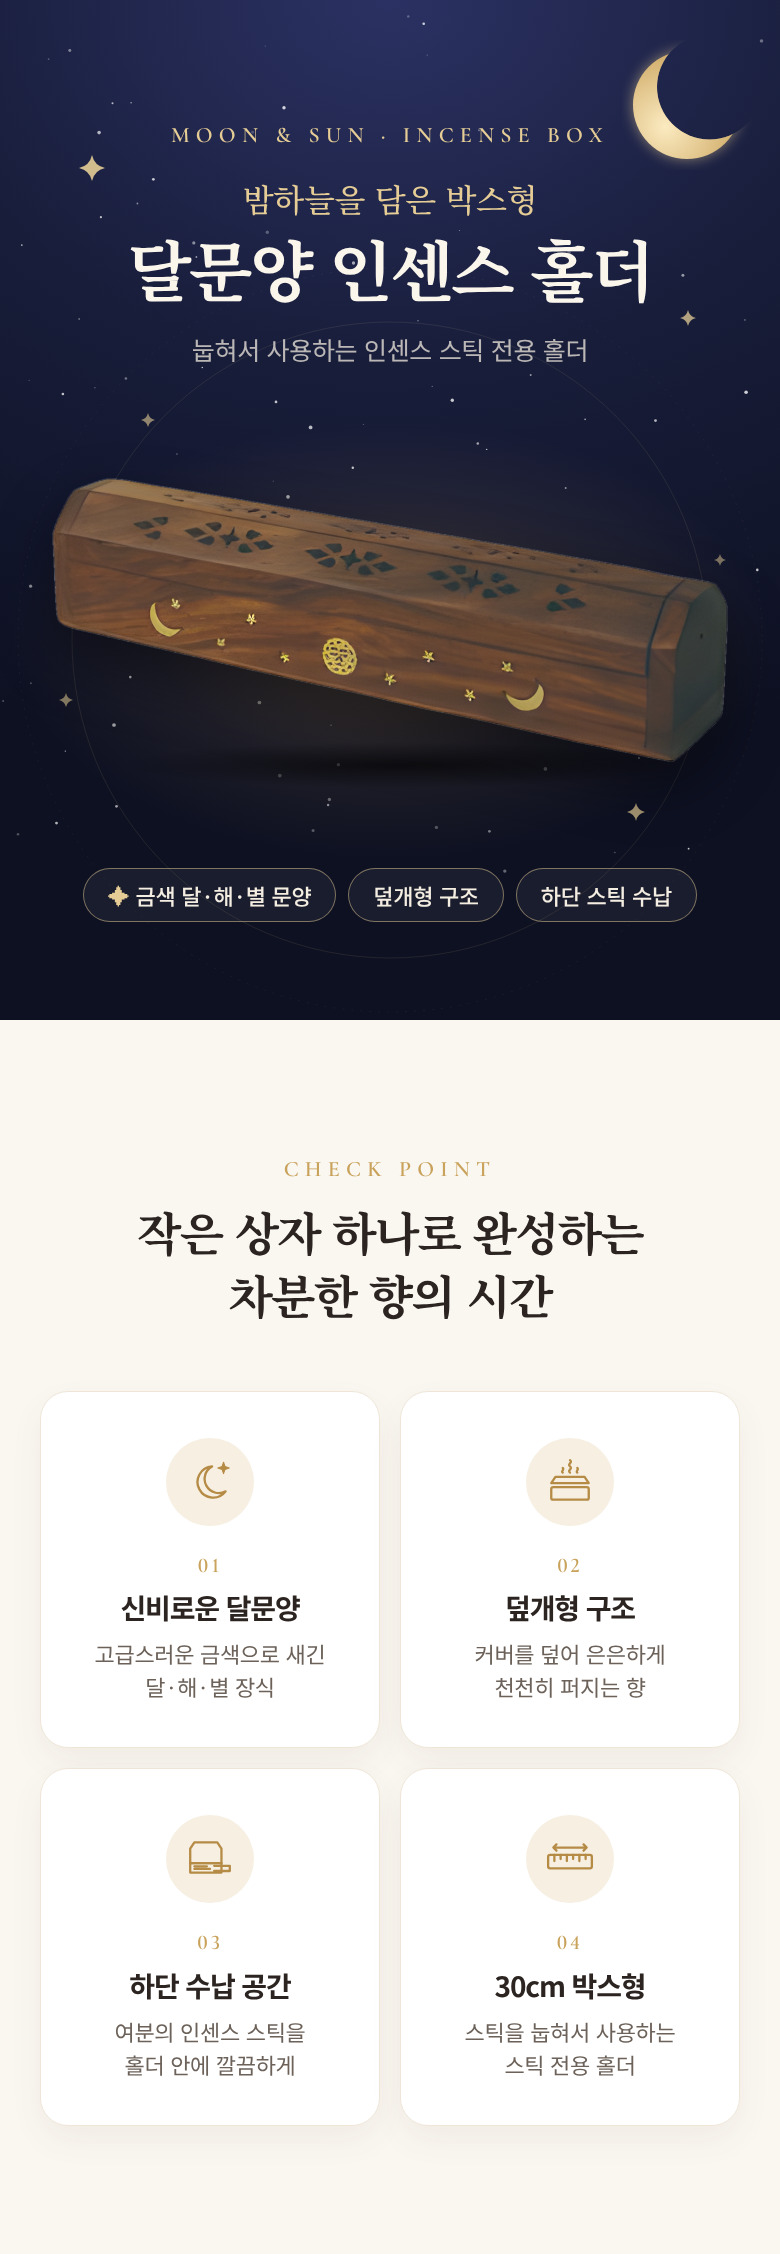 MOON & SUN · INCENSE BOX
밤하늘을 담은 박스형
달문양 인센스 홀더
눕혀서 사용하는 인센스 스틱 전용 홀더
금색 달·해·별 문양
덮개형 구조
하단 스틱 수납
CHECK POINT
작은 상자 하나로 완성하는
차분한 향의 시간
01
신비로운 달문양
고급스러운 금색으로 새긴
달·해·별 장식
02
덮개형 구조
커버를 덮어 은은하게
천천히 퍼지는 향
03
하단 수납 공간
여분의 인센스 스틱을
홀더 안에 깔끔하게
04
30cm 박스형
스틱을 눕혀서 사용하는
스틱 전용 홀더